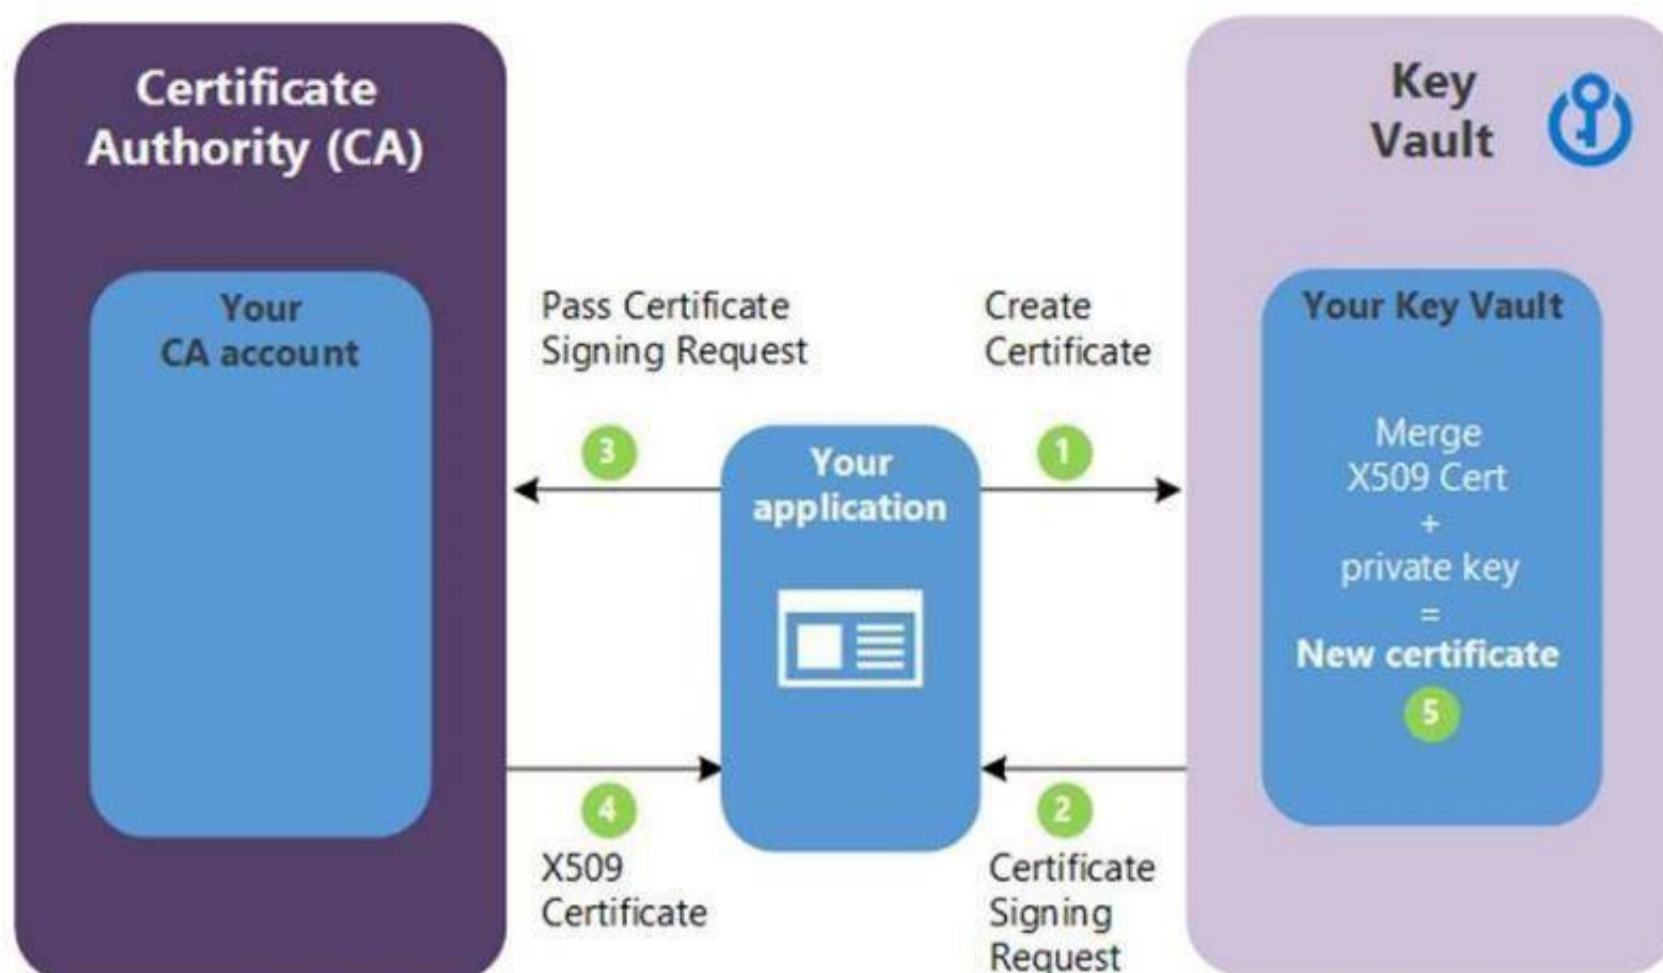 Certificate
Authority (CA)
Your
CA account
Pass Certificate
Signing Request
3
4
X509
Certificate
Your
application
Create
Certificate
1
2
Certificate
Signing
Request
Key
Vault
Your Key Vault
Merge
X509 Cert
+
private key
=
New certificate
5